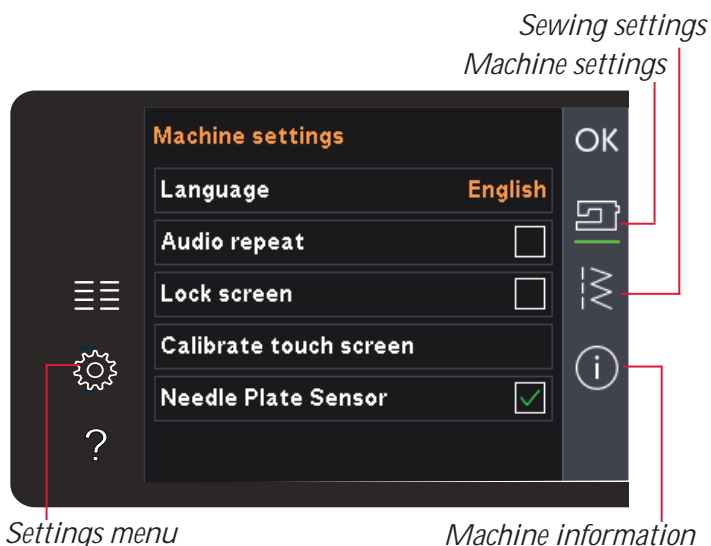 Sewing settings
Machine settings
Machine settings
OK
Language English
Audio repeat
Lock screen
Calibrate touch screen
Needle Plate Sensor
?
Settings menu
Machine information